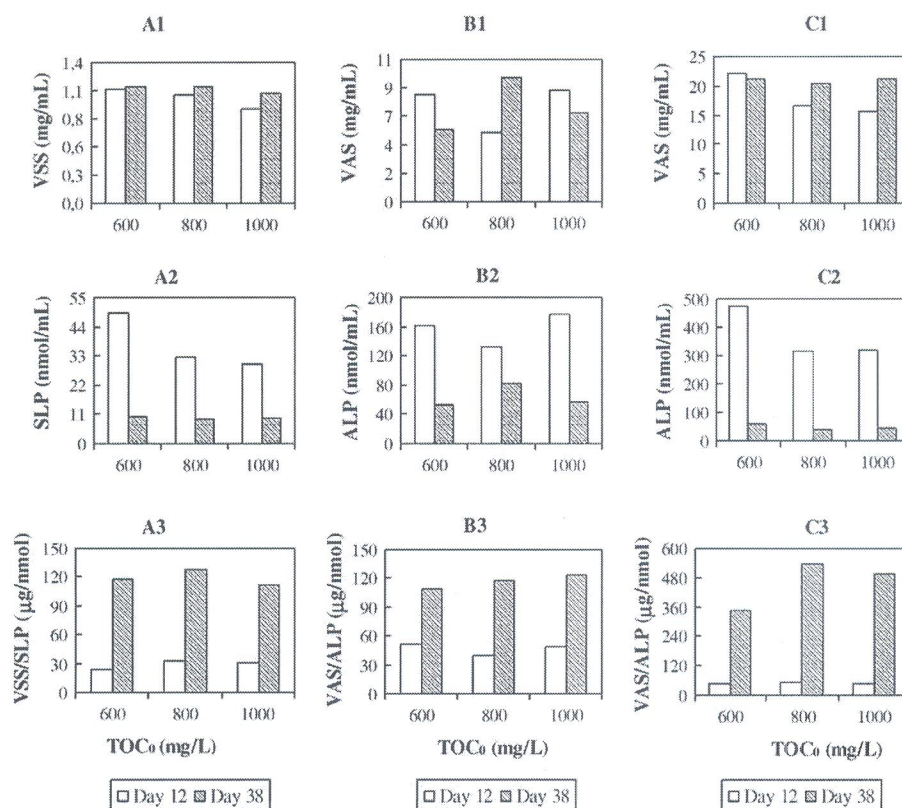 A1
VSS (mg/mL)
1,4
1,1
0,8
0,6
0,3
0,0
600 800 1000
B1
VAS (mg/mL)
11
9
7
4
2
0
600 800 1000
C1
VAS (mg/mL)
25
20
15
10
5
0
600 800 1000
A2
SLP (nmol/mL)
55
44
33
22
11
0
600 800 1000
B2
ALP (nmol/mL)
200
160
120
80
40
0
600 800 1000
C2
ALP (nmol/mL)
500
400
300
200
100
0
600 800 1000
A3
VSS/SLP (µg/nmol)
150
120
90
60
30
0
600 800 1000
TOC₀ (mg/L)
Day 12 Day 38
B3
VAS/ALP (µg/nmol)
150
120
90
60
30
0
600 800 1000
TOC₀ (mg/L)
Day 12 Day 38
C3
VAS/ALP (µg/nmol)
600
480
360
240
120
0
600 800 1000
TOC₀ (mg/L)
Day 12 Day 38